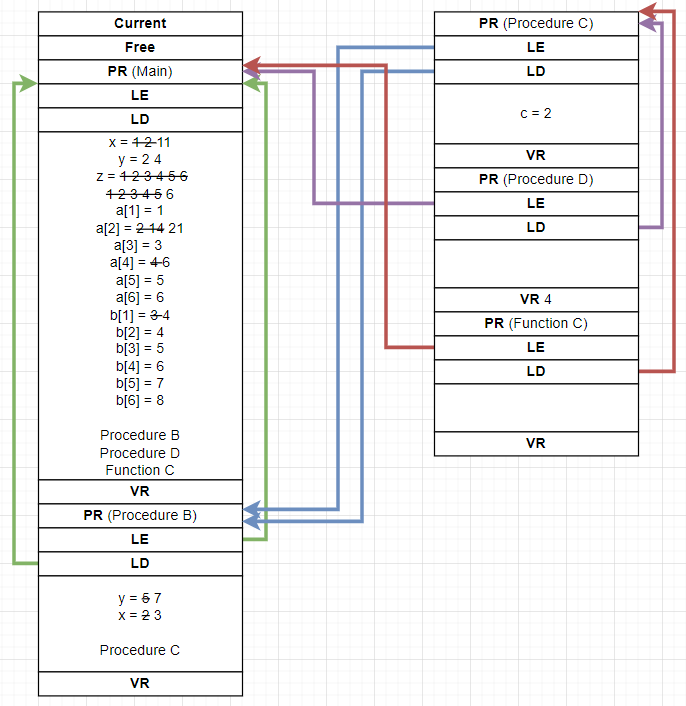 Current
Free
PR (Main)
LE
LD
x = 1 2 11
y = 2 4
z = 1 2 3 4 5 6
1 2 3 4 5 6
a[1] = 1
a[2] = 2 14 21
a[3] = 3
a[4] = 4 6
a[5] = 5
a[6] = 6
b[1] = 3 4
b[2] = 4
b[3] = 5
b[4] = 6
b[5] = 7
b[6] = 8
Procedure B
Procedure D
Function C
VR
PR (Procedure B)
LE
LD
y = 5 7
x = 2 3
Procedure C
VR
PR (Procedure C)
LE
LD
c = 2
VR
PR (Procedure D)
LE
LD
VR 4
PR (Function C)
LE
LD
VR